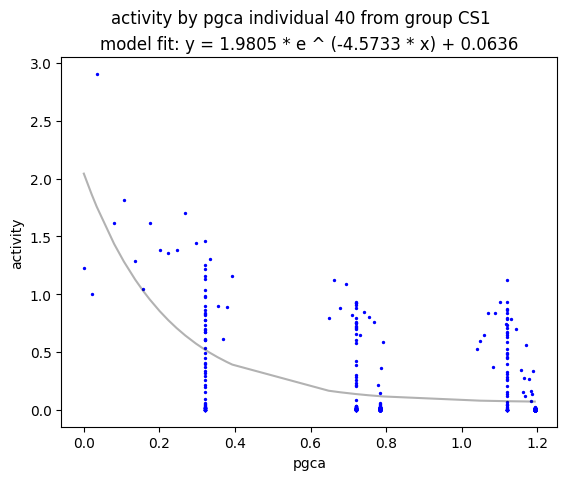 activity by pgca individual 40 from group CS1
model fit: y = 1.9805 * e ^ (-4.5733 * x) + 0.0636
3.0
2.5
2.0
1.5
1.0
0.5
0.0
activity
0.0 0.2 0.4 0.6 0.8 1.0 1.2
pgca